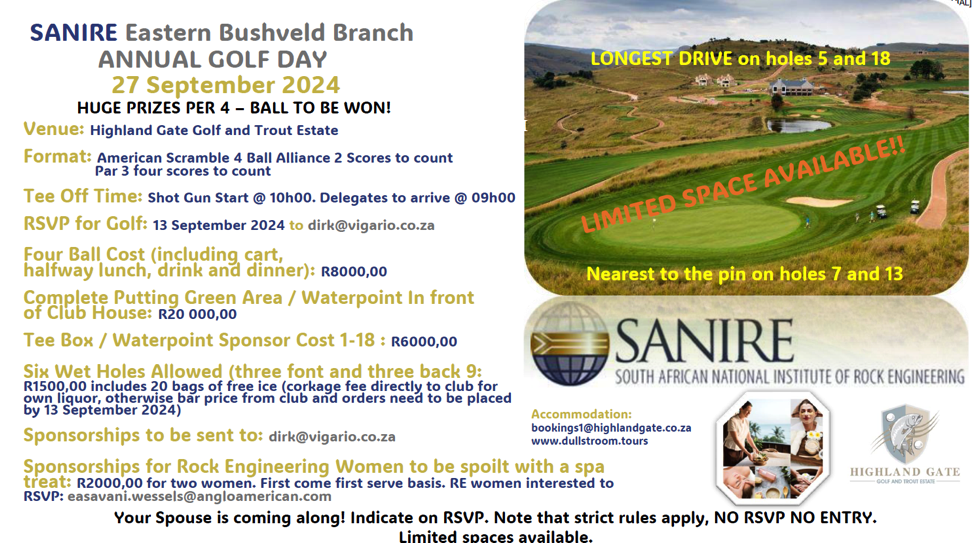 SANIRE Eastern Bushveld Branch
ANNUAL GOLF DAY
27 September 2024
HUGE PRIZES PER 4 – BALL TO BE WON!
Venue: Highland Gate Golf and Trout Estate
Format: American Scramble 4 Ball Alliance 2 Scores to count
Par 3 four scores to count
Tee Off Time: Shot Gun Start @ 10h00. Delegates to arrive @ 09h00
RSVP for Golf: 13 September 2024 to dirk@vigario.co.za
Four Ball Cost (including cart,
halfway lunch, drink and dinner): R8000,00
Complete Putting Green Area / Waterpoint In front
of Club House: R20 000,00
Tee Box / Waterpoint Sponsor Cost 1-18 : R6000,00
Six Wet Holes Allowed (three font and three back 9:
R1500,00 includes 20 bags of free ice (corkage fee directly to club for
own liquor, otherwise bar price from club and orders need to be placed
by 13 September 2024)
Sponsorships to be sent to: dirk@vigario.co.za
Sponsorships for Rock Engineering Women to be spoilt with a spa
treat: R2000,00 for two women. First come first serve basis. RE women interested to
RSVP: easavani.wessels@angloamerican.com
LONGEST DRIVE on holes 5 and 18
LIMITED SPACE AVAILABLE!!
Nearest to the pin on holes 7 and 13
SANIRE
SOUTH AFRICAN NATIONAL INSTITUTE OF ROCK ENGINEERING
Accommodation:
bookings1@highlandgate.co.za
www.dullstroom.tours
HIGHLAND GATE
GOLF AND TROUT ESTATE
Your Spouse is coming along! Indicate on RSVP. Note that strict rules apply, NO RSVP NO ENTRY.
Limited spaces available.